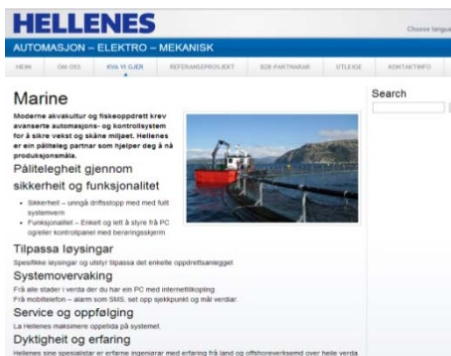 HELLENES
Choose langua
AUTOMASJON – ELEKTRO – MEKANISK
HEIM OM OSS KVA VI GJER REFERANSEPROSJEKT B2B-PARTNARAR UTLEIGE KONTAKTINFO
Marine
Search
Moderne akvakultur og fiskeoppdrett krev
avanserte automasjons- og kontrollsystem
for å sikre vekst og skåne miljøet. Hellenes
er ein påliteleg partnar som hjelper deg å nå
produksjonsmåla.
Pålitelegheit gjennom
sikkerheit og funksjonalitet
• Sikkerheit – unngå driftsstopp med med fullt
systemvern
• Funksjonalitet – Enkelt og lett å styre frå PC
og/eller kontrollpanel med berøringsskjerm
Tilpassa løysingar
Spesifikke løysingar og utstyr tilpassa det enkelte oppdrettsanlegget.
Systemovervaking
Frå alle stader i verda der du har ein PC med internettilkopling.
Frå mobiltelefon – alarm som SMS, set opp sjekkpunkt og mål verdiar.
Service og oppfølging
La Hellenes maksimere oppetida på systemet.
Dyktigheit og erfaring
Hellenes sine spesialistar er erfarne ingeniørar med erfaring frå land og offshoreverksemd over heile verda.